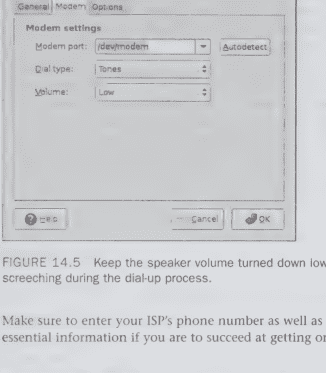 General Modem Options
Modem settings
Modem port: /dev/modem Autodetect
Dial type: Tones
Volume: Low
Help Cancel OK
FIGURE 14.5 Keep the speaker volume turned down low
screeching during the dial-up process.
Make sure to enter your ISP's phone number as well as
essential information if you are to succeed at getting or